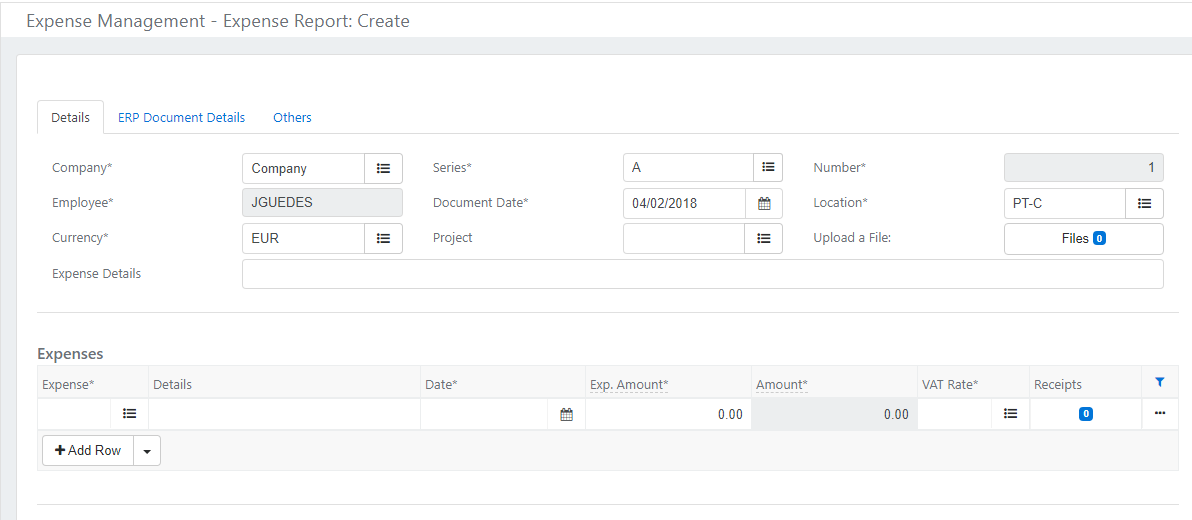 Expense Management - Expense Report: Create
Details ERP Document Details Others
Company* Company Series* A Number* 1
Employee* JGUEDES Document Date* 04/02/2018 Location* PT-C
Currency* EUR Project Upload a File: Files 0
Expense Details
Expenses
Expense* Details Date* Exp. Amount* Amount* VAT Rate* Receipts
0.00 0.00 0
Add Row